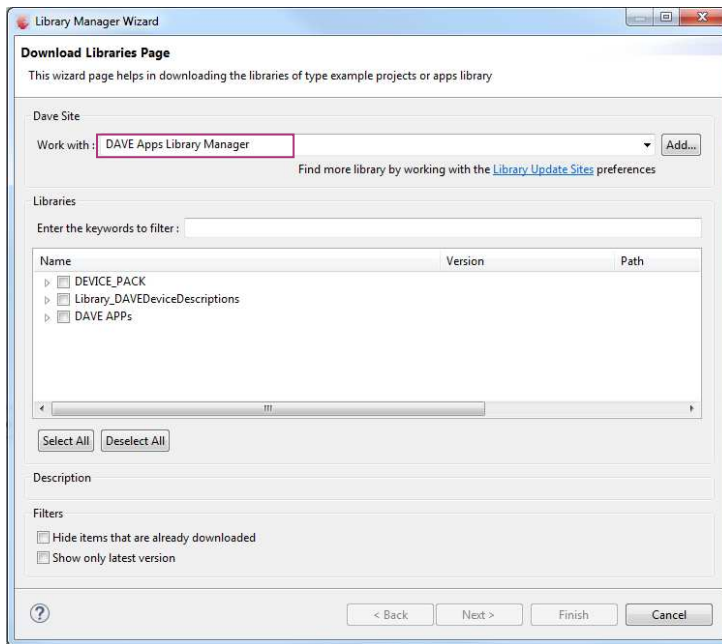 Library Manager Wizard
Download Libraries Page
This wizard page helps in downloading the libraries of type example projects or apps library
Dave Site
Work with : DAVE Apps Library Manager Add...
Find more library by working with the Library Update Sites preferences
Libraries
Enter the keywords to filter :
Name Version Path
DEVICE_PACK
Library_DAVEDeviceDescriptions
DAVE APPs
Select All Deselect All
Description
Filters
Hide items that are already downloaded
Show only latest version
? < Back Next > Finish Cancel